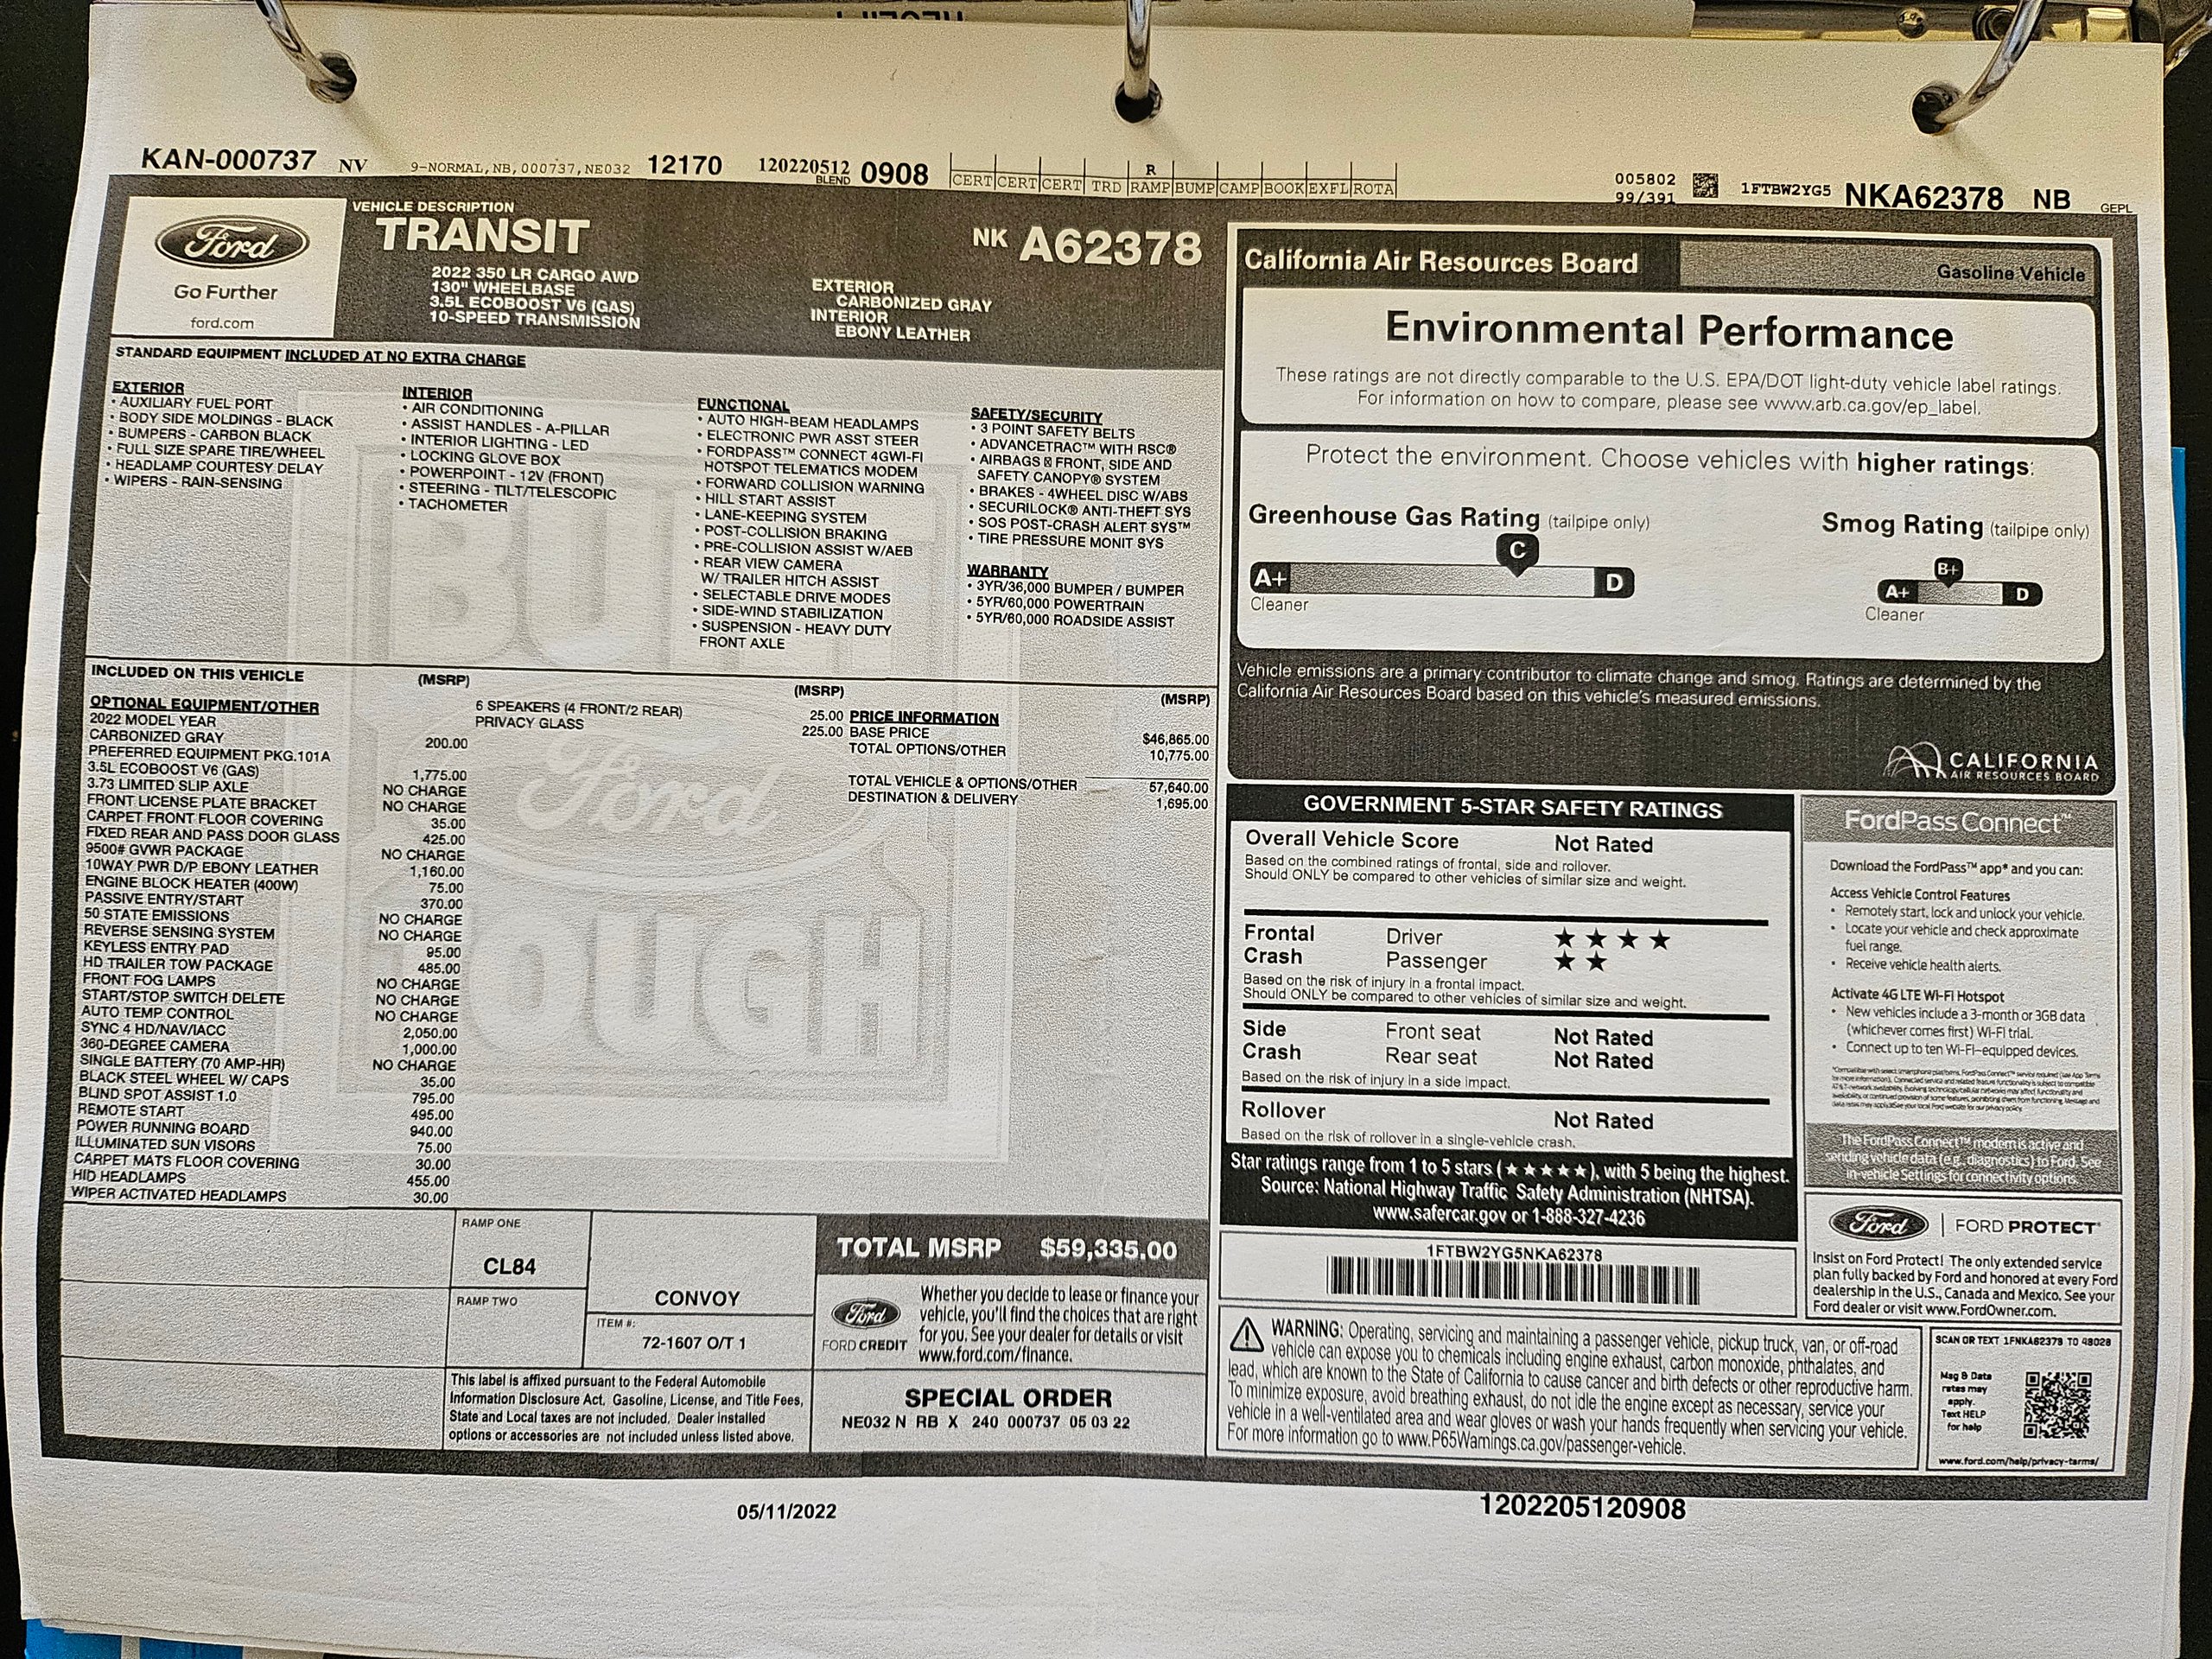 KAN-000737 NV 9-NORMAL,NB,000737,NE032 12170 120220512 BLEND 0908
R
CERT CERT CERT TRD RAMP BUMP CAMP BOOK EXFL ROTA
005802
99/391
1FTBW2YG5 NKA62378 NB
GEPL
Ford
Go Further
ford.com
VEHICLE DESCRIPTION
TRANSIT
2022 350 LR CARGO AWD
130" WHEELBASE
3.5L ECOBOOST V6 (GAS)
10-SPEED TRANSMISSION
NK A62378
EXTERIOR
CARBONIZED GRAY
INTERIOR
EBONY LEATHER
STANDARD EQUIPMENT INCLUDED AT NO EXTRA CHARGE
EXTERIOR
• AUXILIARY FUEL PORT
• BODY SIDE MOLDINGS - BLACK
• BUMPERS - CARBON BLACK
• FULL SIZE SPARE TIRE/WHEEL
• HEADLAMP COURTESY DELAY
• WIPERS - RAIN-SENSING
INTERIOR
• AIR CONDITIONING
• ASSIST HANDLES - A-PILLAR
• INTERIOR LIGHTING - LED
• LOCKING GLOVE BOX
• POWERPOINT - 12V (FRONT)
• STEERING - TILT/TELESCOPIC
• TACHOMETER
FUNCTIONAL
• AUTO HIGH-BEAM HEADLAMPS
• ELECTRONIC PWR ASST STEER
• FORDPASS™ CONNECT 4GWI-FI
HOTSPOT TELEMATICS MODEM
• FORWARD COLLISION WARNING
• HILL START ASSIST
• LANE-KEEPING SYSTEM
• POST-COLLISION BRAKING
• PRE-COLLISION ASSIST W/AEB
• REAR VIEW CAMERA
W/ TRAILER HITCH ASSIST
• SELECTABLE DRIVE MODES
• SIDE-WIND STABILIZATION
• SUSPENSION - HEAVY DUTY
FRONT AXLE
SAFETY/SECURITY
• 3 POINT SAFETY BELTS
• ADVANCETRAC™ WITH RSC®
• AIRBAGS FRONT, SIDE AND
SAFETY CANOPY® SYSTEM
• BRAKES - 4WHEEL DISC W/ABS
• SECURILOCK® ANTI-THEFT SYS
• SOS POST-CRASH ALERT SYS™
• TIRE PRESSURE MONIT SYS
WARRANTY
• 3YR/36,000 BUMPER / BUMPER
• 5YR/60,000 POWERTRAIN
• 5YR/60,000 ROADSIDE ASSIST
BUILT
Ford
TOUGH
INCLUDED ON THIS VEHICLE (MSRP)
OPTIONAL EQUIPMENT/OTHER
2022 MODEL YEAR
CARBONIZED GRAY 200.00
PREFERRED EQUIPMENT PKG.101A
3.5L ECOBOOST V6 (GAS) 1,775.00
3.73 LIMITED SLIP AXLE NO CHARGE
FRONT LICENSE PLATE BRACKET NO CHARGE
CARPET FRONT FLOOR COVERING 35.00
FIXED REAR AND PASS DOOR GLASS 425.00
9500# GVWR PACKAGE NO CHARGE
10WAY PWR D/P EBONY LEATHER 1,160.00
ENGINE BLOCK HEATER (400W) 75.00
PASSIVE ENTRY/START 370.00
50 STATE EMISSIONS NO CHARGE
REVERSE SENSING SYSTEM NO CHARGE
KEYLESS ENTRY PAD 95.00
HD TRAILER TOW PACKAGE 485.00
FRONT FOG LAMPS NO CHARGE
START/STOP SWITCH DELETE NO CHARGE
AUTO TEMP CONTROL NO CHARGE
SYNC 4 HD/NAV/IACC 2,050.00
360-DEGREE CAMERA 1,000.00
SINGLE BATTERY (70 AMP-HR) NO CHARGE
BLACK STEEL WHEEL W/ CAPS 35.00
BLIND SPOT ASSIST 1.0 795.00
REMOTE START 495.00
POWER RUNNING BOARD 940.00
ILLUMINATED SUN VISORS 75.00
CARPET MATS FLOOR COVERING 30.00
HID HEADLAMPS 455.00
WIPER ACTIVATED HEADLAMPS 30.00
(MSRP)
6 SPEAKERS (4 FRONT/2 REAR) 25.00
PRIVACY GLASS 225.00
(MSRP)
PRICE INFORMATION
BASE PRICE $46,865.00
TOTAL OPTIONS/OTHER 10,775.00
TOTAL VEHICLE & OPTIONS/OTHER 57,640.00
DESTINATION & DELIVERY 1,695.00
RAMP ONE
CL84
RAMP TWO
CONVOY
ITEM #:
72-1607 O/T 1
This label is affixed pursuant to the Federal Automobile
Information Disclosure Act. Gasoline, License, and Title Fees,
State and Local taxes are not included. Dealer installed
options or accessories are not included unless listed above.
TOTAL MSRP $59,335.00
Ford
FORD CREDIT
Whether you decide to lease or finance your
vehicle, you'll find the choices that are right
for you. See your dealer for details or visit
www.ford.com/finance.
SPECIAL ORDER
NE032 N RB X 240 000737 05 03 22
California Air Resources Board
Gasoline Vehicle
Environmental Performance
These ratings are not directly comparable to the U.S. EPA/DOT light-duty vehicle label ratings.
For information on how to compare, please see www.arb.ca.gov/ep_label.
Protect the environment. Choose vehicles with higher ratings:
Greenhouse Gas Rating (tailpipe only)
C
A+ D
Cleaner
Smog Rating (tailpipe only)
B+
A+ D
Cleaner
Vehicle emissions are a primary contributor to climate change and smog. Ratings are determined by the
California Air Resources Board based on this vehicle's measured emissions.
CALIFORNIA
AIR RESOURCES BOARD
GOVERNMENT 5-STAR SAFETY RATINGS
Overall Vehicle Score Not Rated
Based on the combined ratings of frontal, side and rollover.
Should ONLY be compared to other vehicles of similar size and weight.
Frontal Driver ★★★★
Crash Passenger ★★
Based on the risk of injury in a frontal impact.
Should ONLY be compared to other vehicles of similar size and weight.
Side Front seat Not Rated
Crash Rear seat Not Rated
Based on the risk of injury in a side impact.
Rollover Not Rated
Based on the risk of rollover in a single-vehicle crash.
Star ratings range from 1 to 5 stars (★★★★★), with 5 being the highest.
Source: National Highway Traffic Safety Administration (NHTSA).
www.safercar.gov or 1-888-327-4236
FordPass Connect™
Download the FordPass™ app* and you can:
Access Vehicle Control Features
• Remotely start, lock and unlock your vehicle.
• Locate your vehicle and check approximate
fuel range.
• Receive vehicle health alerts.
Activate 4G LTE Wi-Fi Hotspot
• New vehicles include a 3-month or 3GB data
(whichever comes first) Wi-Fi trial.
• Connect up to ten Wi-Fi-equipped devices.
The FordPass Connect™ modem is active and
sending vehicle data (e.g., diagnostics) to Ford. See
in-vehicle Settings for connectivity options.
Ford | FORD PROTECT
Insist on Ford Protect! The only extended service
plan fully backed by Ford and honored at every Ford
dealership in the U.S., Canada and Mexico. See your
Ford dealer or visit www.FordOwner.com.
1FTBW2YG5NKA62378
WARNING: Operating, servicing and maintaining a passenger vehicle, pickup truck, van, or off-road
vehicle can expose you to chemicals including engine exhaust, carbon monoxide, phthalates, and
lead, which are known to the State of California to cause cancer and birth defects or other reproductive harm.
To minimize exposure, avoid breathing exhaust, do not idle the engine except as necessary, service your
vehicle in a well-ventilated area and wear gloves or wash your hands frequently when servicing your vehicle.
For more information go to www.P65Warnings.ca.gov/passenger-vehicle.
SCAN OR TEXT 1FNKA62378 TO 48028
Msg & Data
rates may
apply.
Text HELP
for help
www.ford.com/help/privacy-terms/
05/11/2022
1202205120908